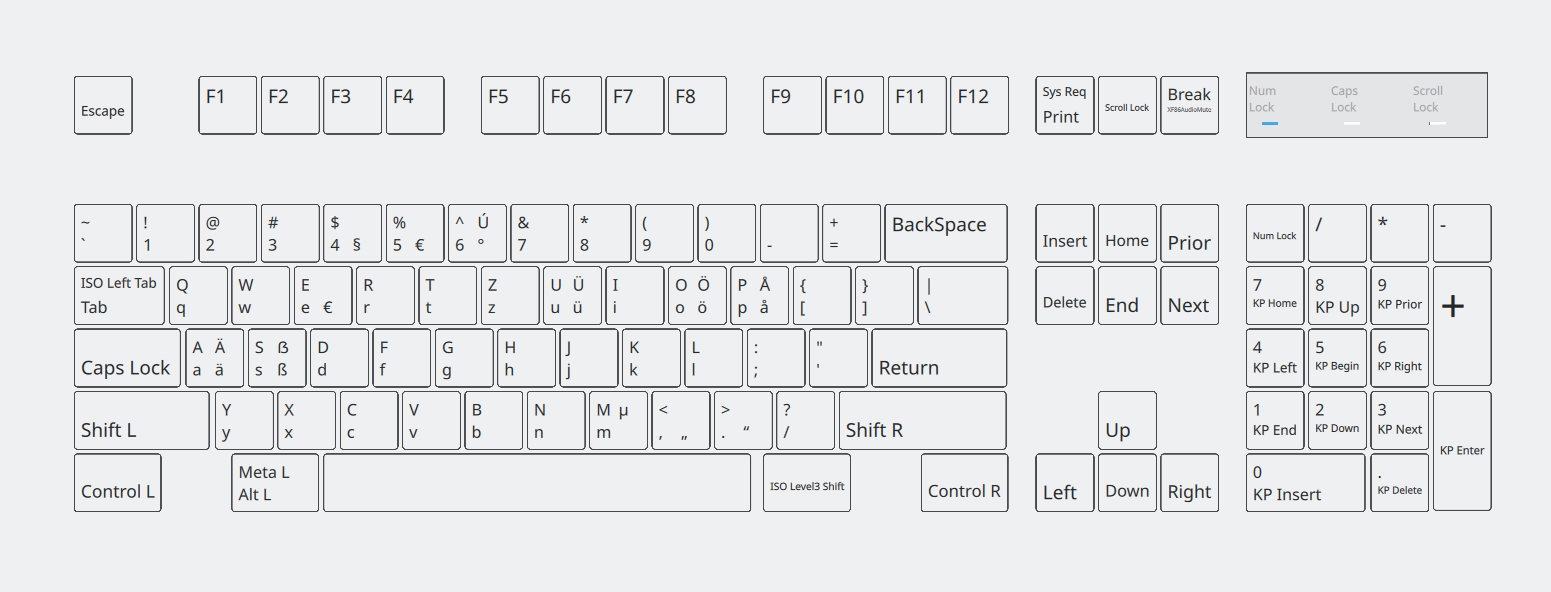 Escape F1 F2 F3 F4 F5 F6 F7 F8 F9 F10 F11 F12 Sys Req Scroll Lock Break Num Caps Scroll
Print XF86AudioMute Lock Lock Lock
~ ! @ # $ % ^ Ú & * ( ) + BackSpace Insert Home Prior Num Lock / * -
` 1 2 3 4 § 5 € 6 ° 7 8 9 0 - =
ISO Left Tab Q W E R T Z U Ü I O Ö P Å { } | Delete End Next 7 8 9 +
Tab q w e € r t z u ü i o ö p å [ ] \ KP Home KP Up KP Prior
Caps Lock A Ä S ẞ D F G H J K L : " Return 4 5 6
a ä s ß d f g h j k l ; ' KP Left KP Begin KP Right
Shift L Y X C V B N M µ < > ? Shift R Up 1 2 3 KP Enter
y x c v b n m , „ . “ / KP End KP Down KP Next
Control L Meta L ISO Level3 Shift Control R Left Down Right 0 .
Alt L KP Insert KP Delete